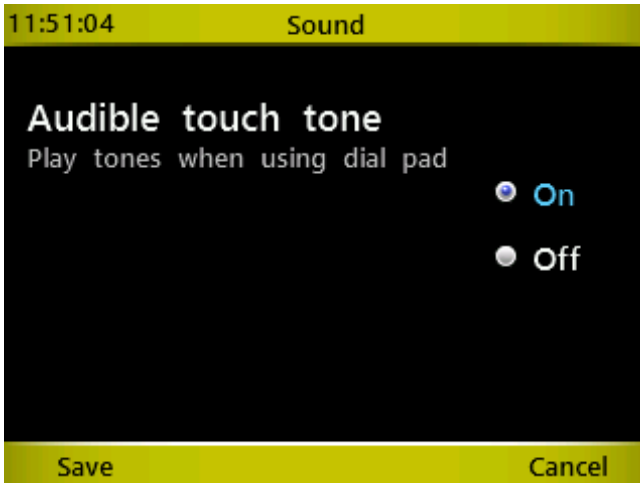 11:51:04 Sound
Audible touch tone
Play tones when using dial pad
On
Off
Save Cancel